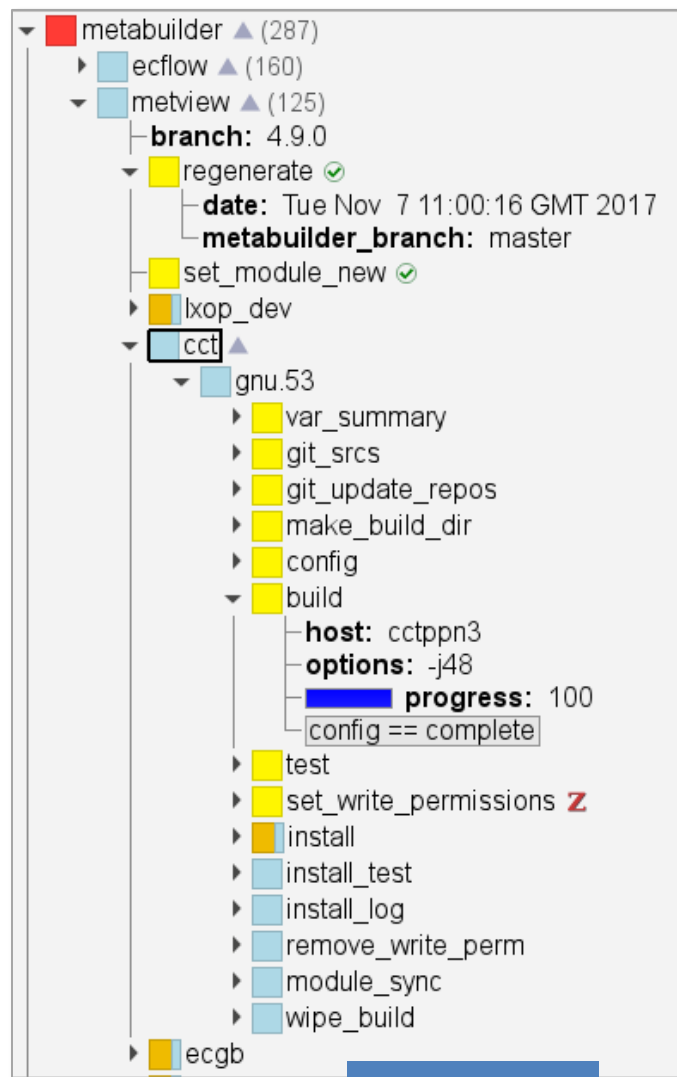 metabuilder (287)
ecflow (160)
metview (125)
branch: 4.9.0
regenerate
date: Tue Nov  7 11:00:16 GMT 2017
metabuilder_branch: master
set_module_new
lxop_dev
cct
gnu.53
var_summary
git_srcs
git_update_repos
make_build_dir
config
build
host: cctppn3
options: -j48
progress: 100
config == complete
test
set_write_permissions Z
install
install_test
install_log
remove_write_perm
module_sync
wipe_build
ecgb